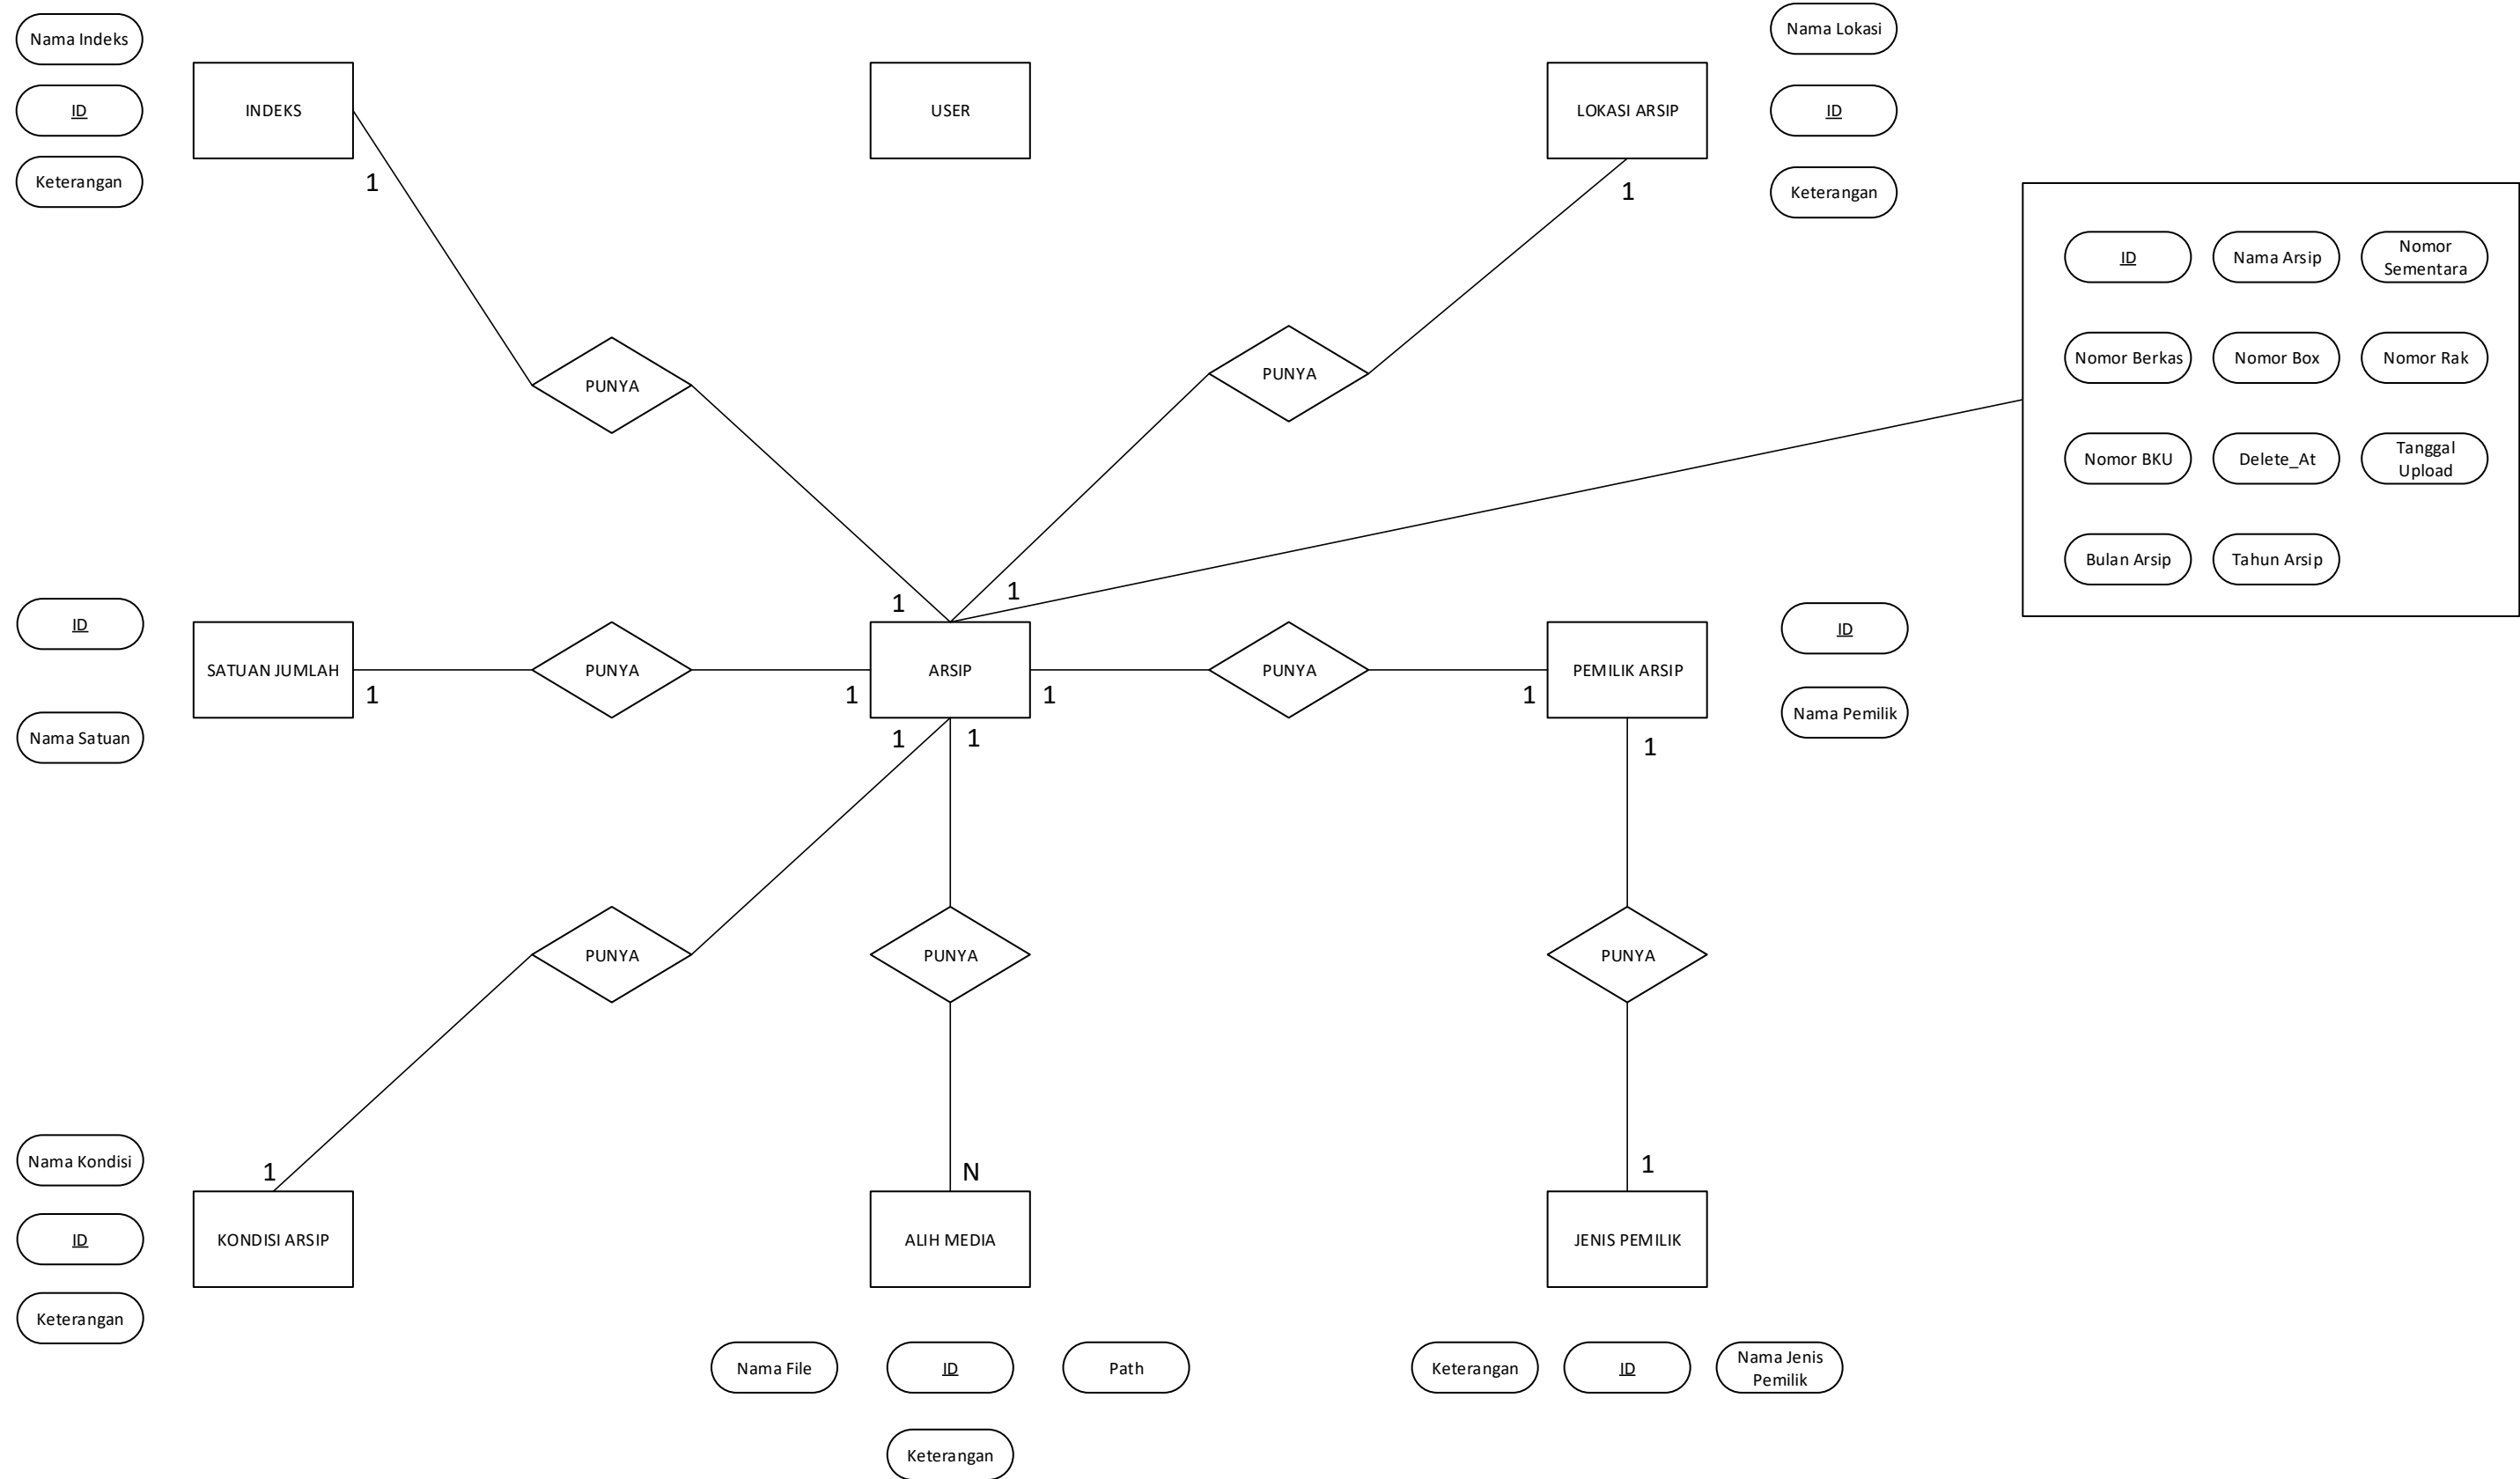 Nama Indeks
ID
Keterangan
INDEKS
1
USER
LOKASI ARSIP
1
Nama Lokasi
ID
Keterangan
ID
Nama Arsip
Nomor
Sementara
Nomor Berkas
Nomor Box
Nomor Rak
Nomor BKU
Delete_At
Tanggal
Upload
Bulan Arsip
Tahun Arsip
PUNYA
PUNYA
1
1
ID
Nama Satuan
SATUAN JUMLAH
1
PUNYA
1
ARSIP
1
PUNYA
1
PEMILIK ARSIP
ID
Nama Pemilik
1
1
1
PUNYA
PUNYA
PUNYA
1
N
1
Nama Kondisi
ID
Keterangan
KONDISI ARSIP
ALIH MEDIA
JENIS PEMILIK
Nama File
ID
Path
Keterangan
Keterangan
ID
Nama Jenis
Pemilik